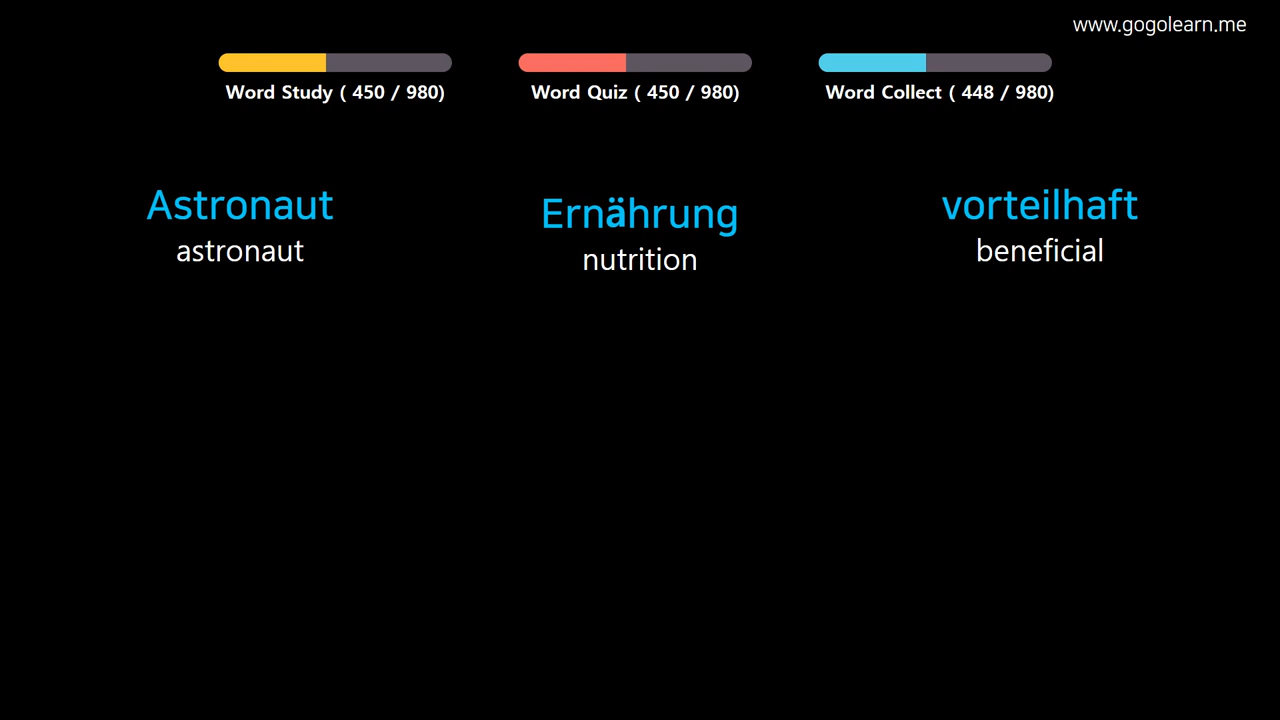 www.gogolearn.me
Word Study ( 450 / 980)
Word Quiz ( 450 / 980)
Word Collect ( 448 / 980)
Astronaut
astronaut
Ernährung
nutrition
vorteilhaft
beneficial